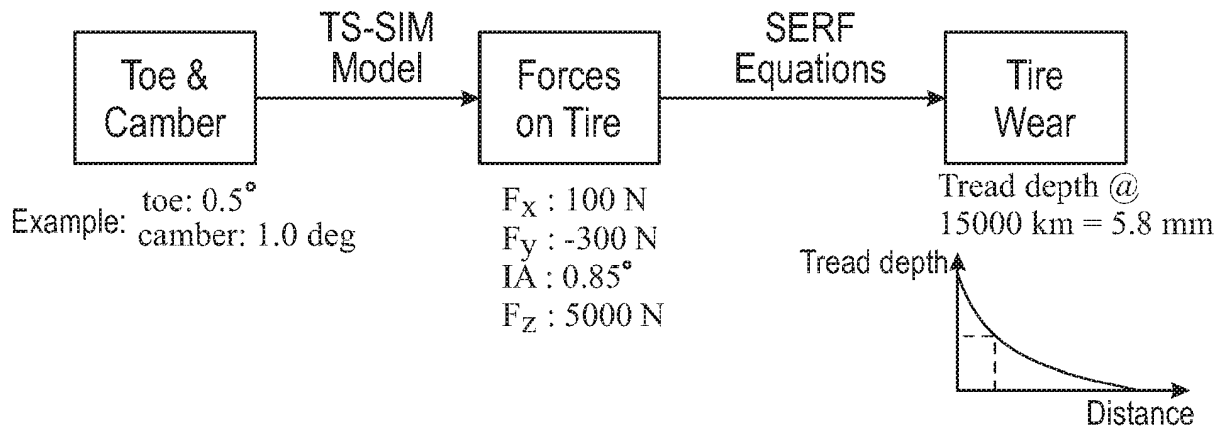 Toe &
Camber
TS-SIM
Model
Forces
on Tire
SERF
Equations
Tire
Wear
Example:
toe: 0.5°
camber: 1.0 deg
Fx : 100 N
Fy : -300 N
IA : 0.85°
FZ : 5000 N
Tread depth @
15000 km = 5.8 mm
Tread depth
Distance